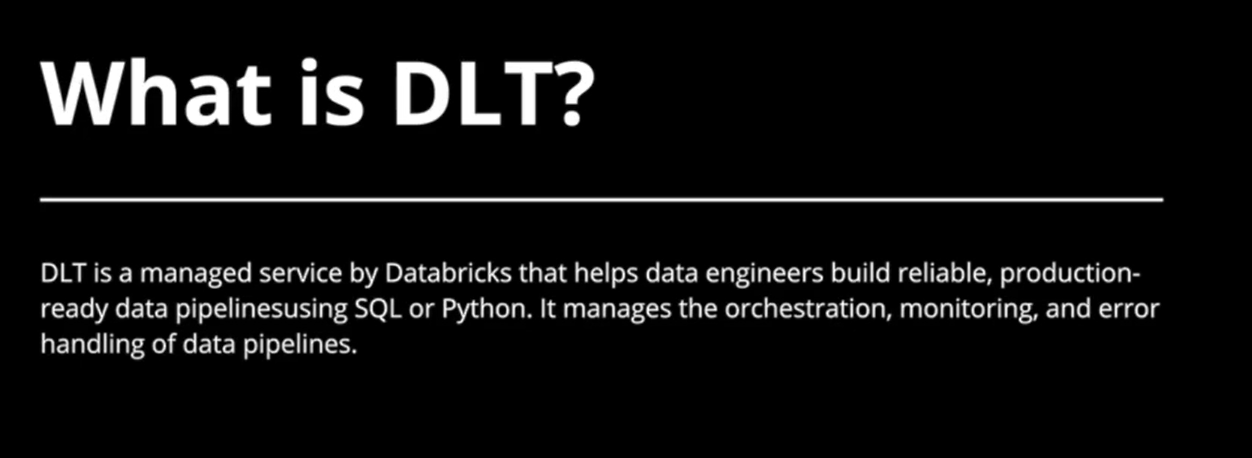 What is DLT?
DLT is a managed service by Databricks that helps data engineers build reliable, production-
ready data pipelinesusing SQL or Python. It manages the orchestration, monitoring, and error
handling of data pipelines.